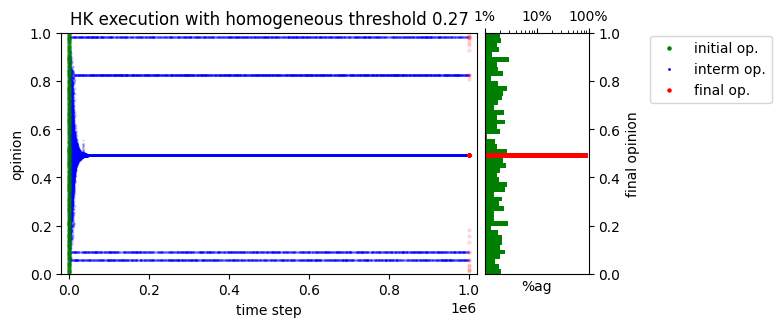 HK execution with homogeneous threshold 0.27
1% 10% 100%
1.0 1.0
0.8 0.8
0.6 0.6
0.4 0.4
0.2 0.2
0.0 0.0
opinion
final opinion
0.0 0.2 0.4 0.6 0.8 1.0
1e6
time step
%ag
initial op.
interm op.
final op.